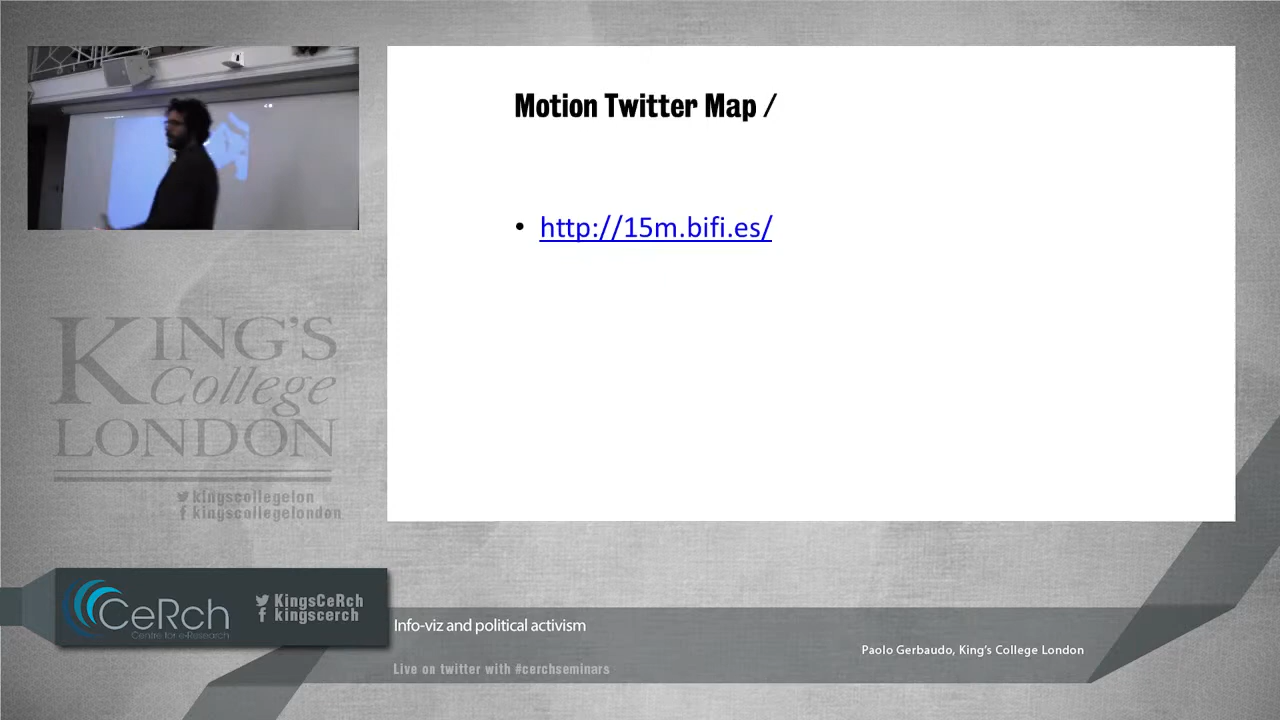 Motion Twitter Map /
• http://15m.bifi.es/
KING'S
College
LONDON
kingscollegelon
kingscollegelondon
CeRch
Centre for e-Research
KingsCeRch
kingscerch
Info-viz and political activism
Paolo Gerbaudo, King's College London
Live on twitter with #cerchseminars